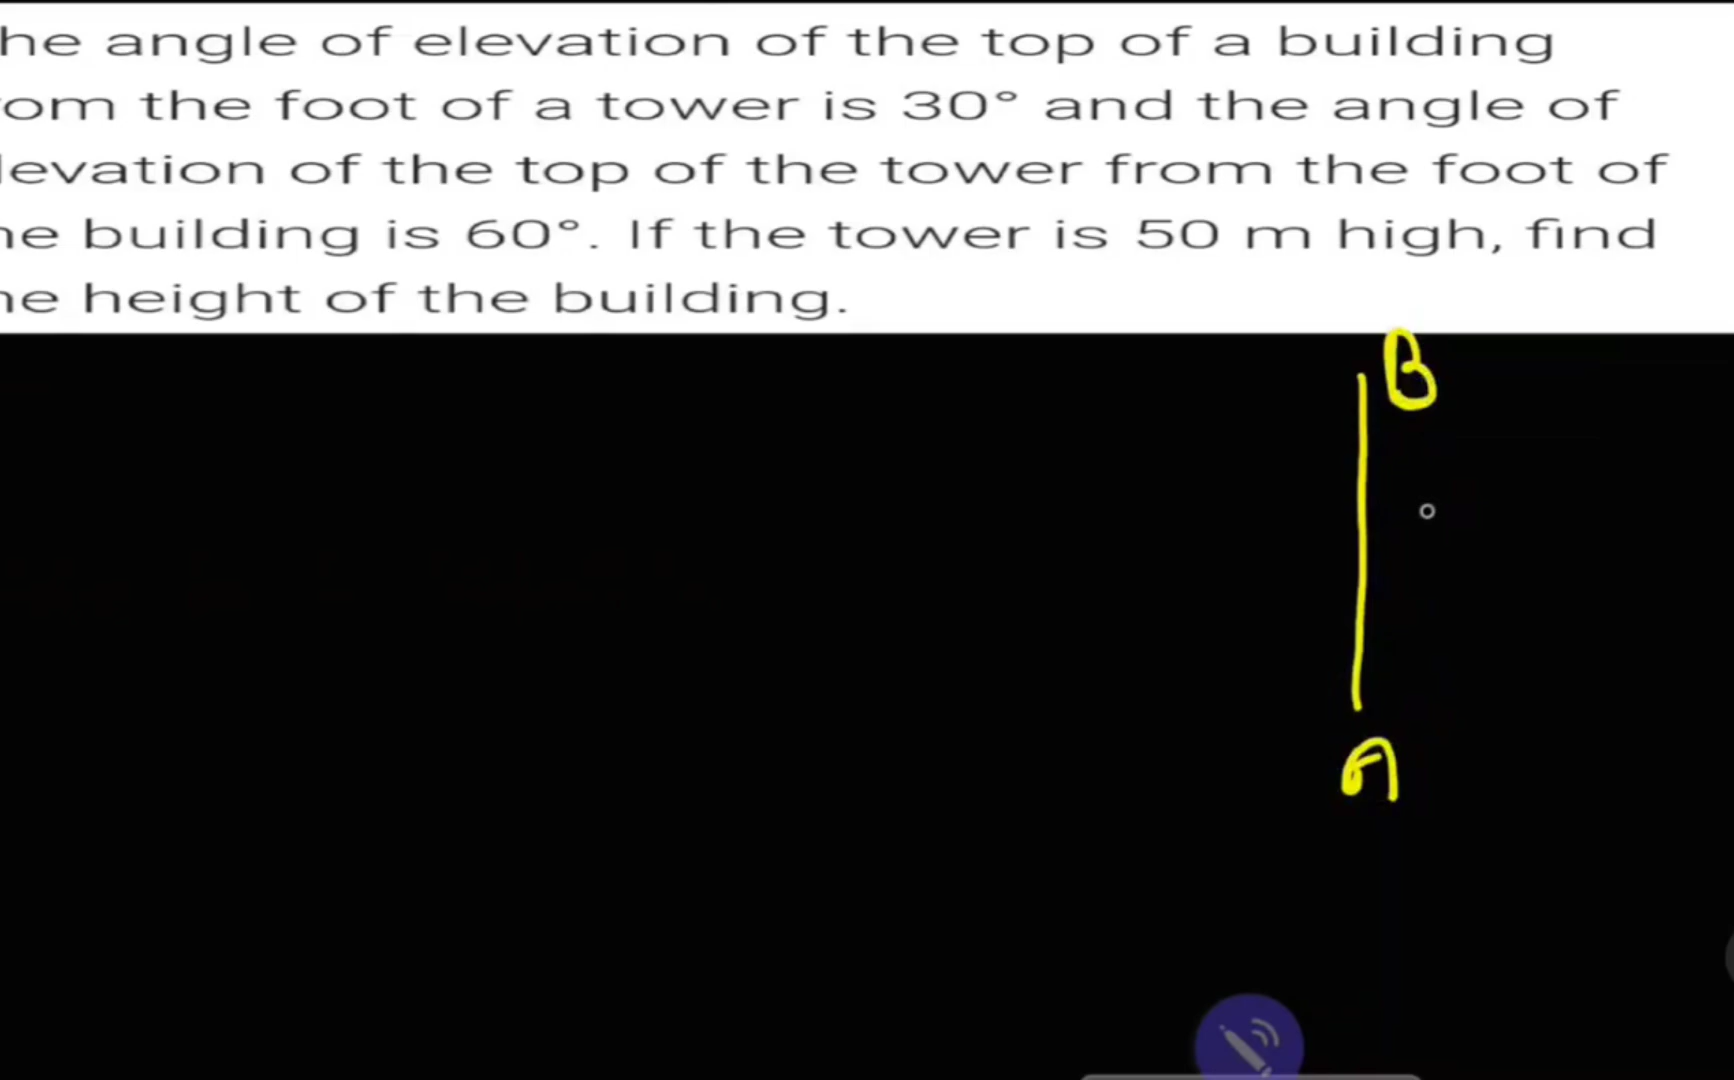 he angle of elevation of the top of a building
om the foot of a tower is 30° and the angle of
levation of the top of the tower from the foot of
he building is 60°. If the tower is 50 m high, find
he height of the building.
B
A